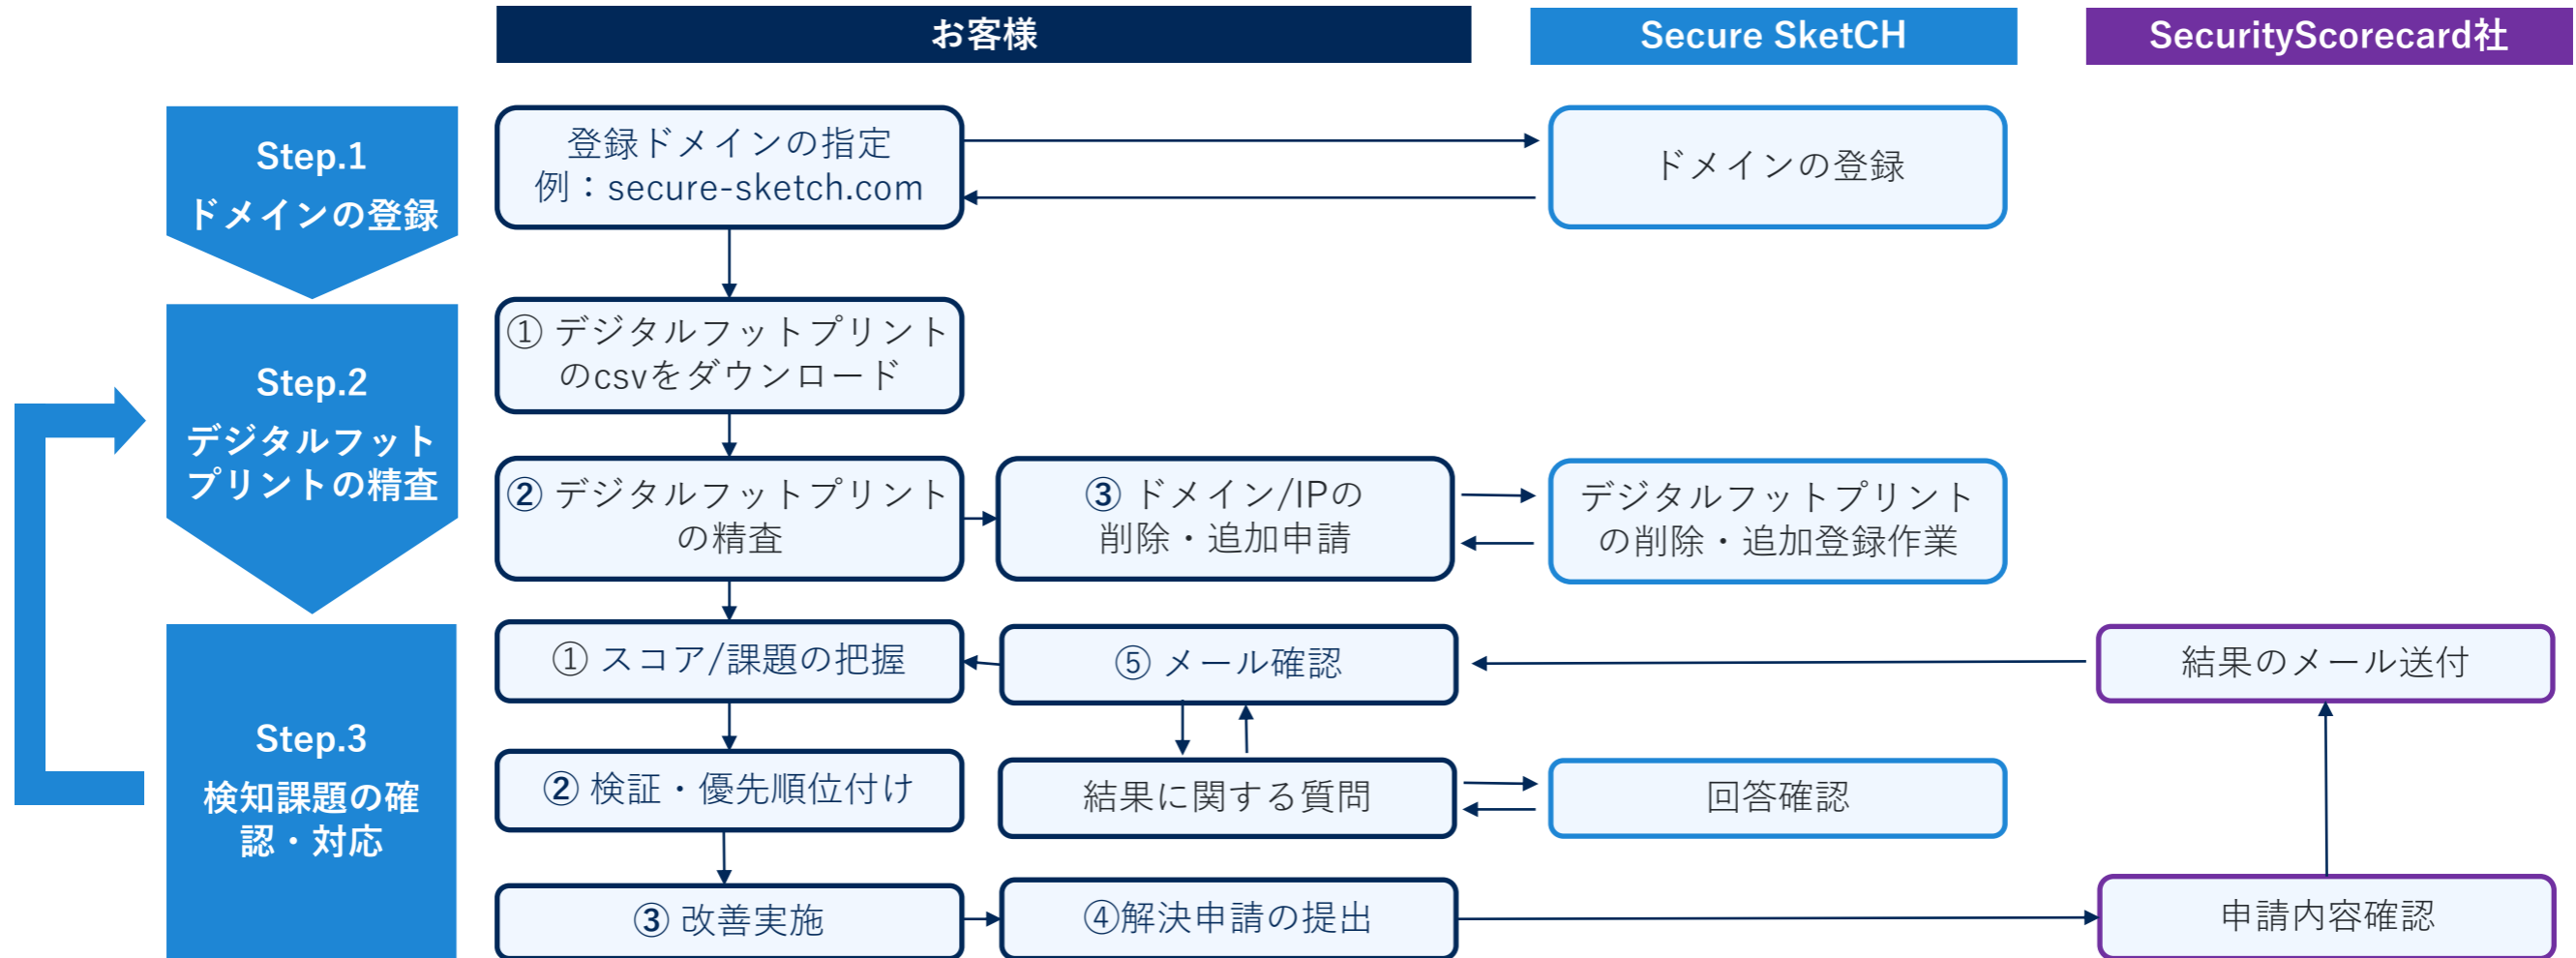 お客様
Secure SketCH
SecurityScorecard社
Step.1
ドメインの登録
登録ドメインの指定
例：secure-sketch.com
ドメインの登録
Step.2
デジタルフット
プリントの精査
① デジタルフットプリント
のcsvをダウンロード
② デジタルフットプリント
の精査
③ ドメイン/IPの
削除・追加申請
デジタルフットプリント
の削除・追加登録作業
Step.3
検知課題の確
認・対応
① スコア/課題の把握
⑤ メール確認
結果のメール送付
② 検証・優先順位付け
結果に関する質問
回答確認
③ 改善実施
④解決申請の提出
申請内容確認